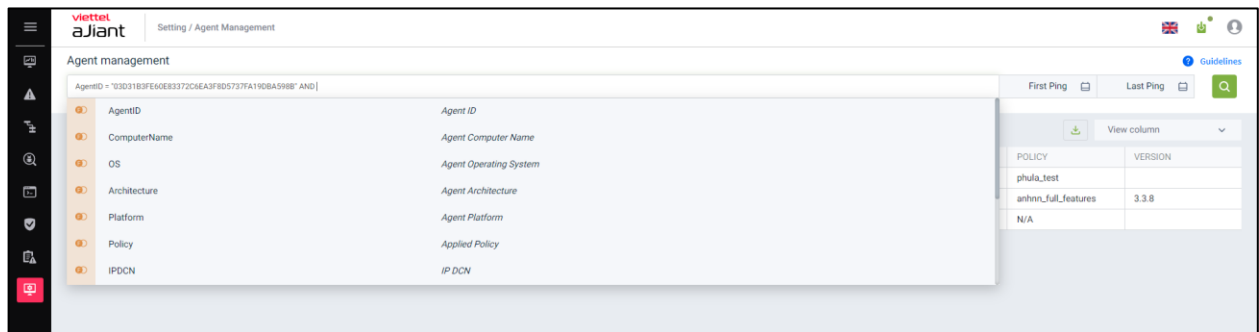 viettel
aJiant
Setting / Agent Management
Agent management
Guidelines
AgentID = "03D31B3FE60E83372C6EA3F8D5737FA19DBA598B" AND
First Ping
Last Ping
AgentID Agent ID
ComputerName Agent Computer Name
View column
OS Agent Operating System
POLICY VERSION
phula_test
Architecture Agent Architecture
anhnn_full_features 3.3.8
Platform Agent Platform
N/A
Policy Applied Policy
IPDCN IP DCN